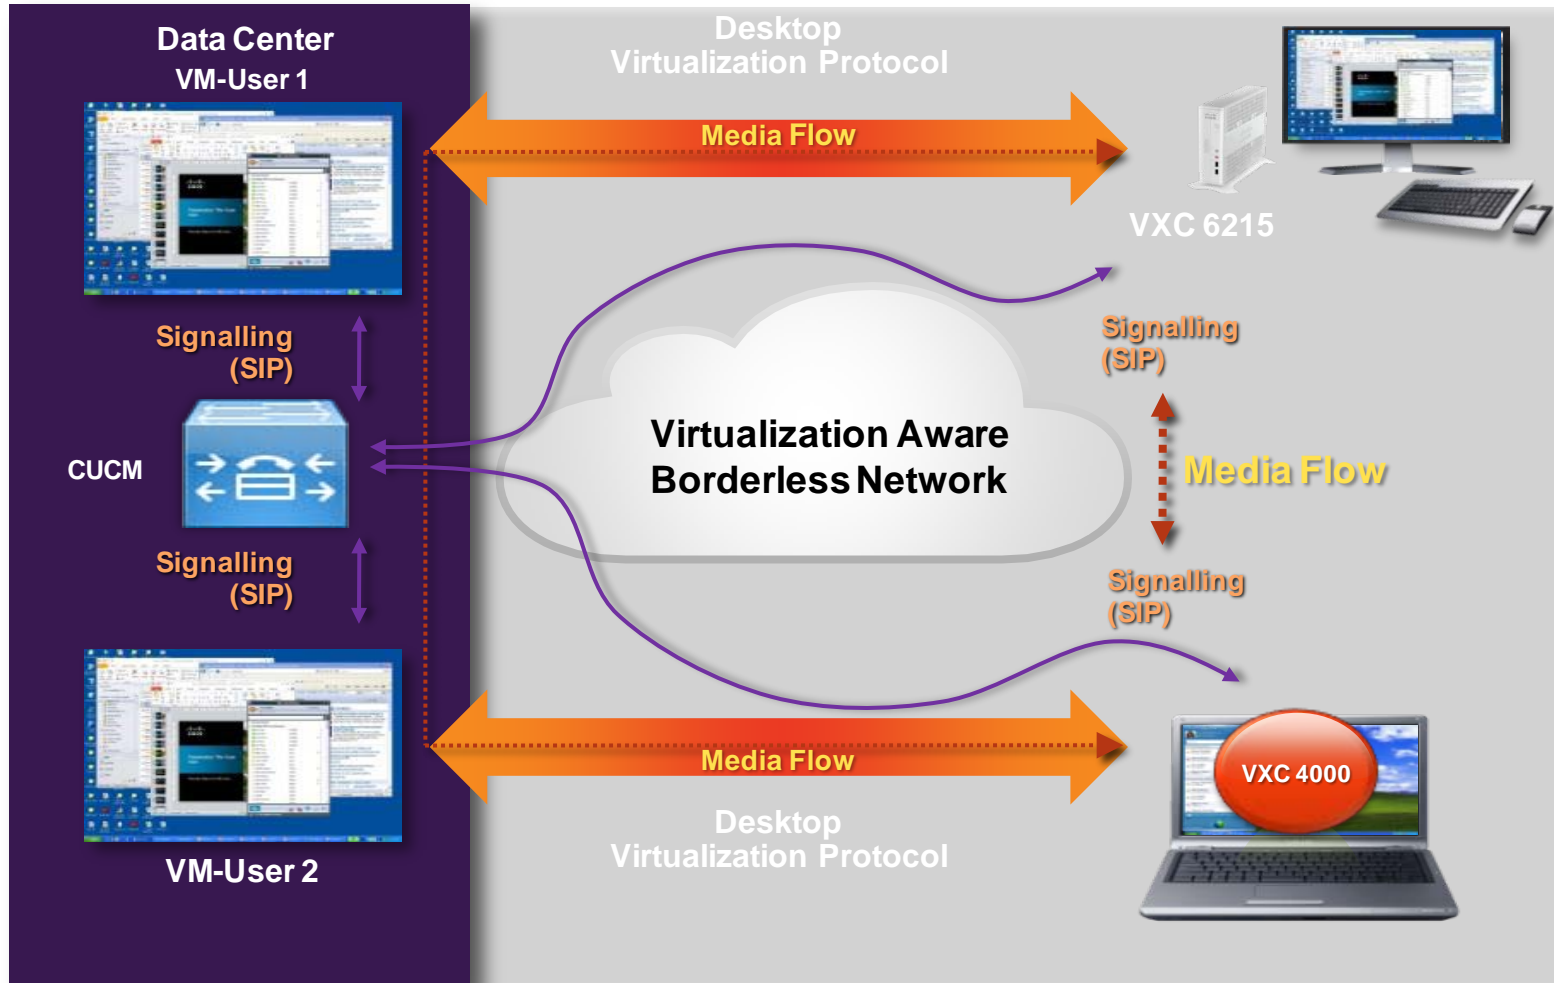 Data Center
VM-User 1
Desktop
Virtualization Protocol
Media Flow
VXC 6215
Signalling
(SIP)
Signalling
(SIP)
Virtualization Aware
Borderless Network
CUCM
Media Flow
Signalling
(SIP)
Signalling
(SIP)
Media Flow
VXC 4000
Desktop
Virtualization Protocol
VM-User 2